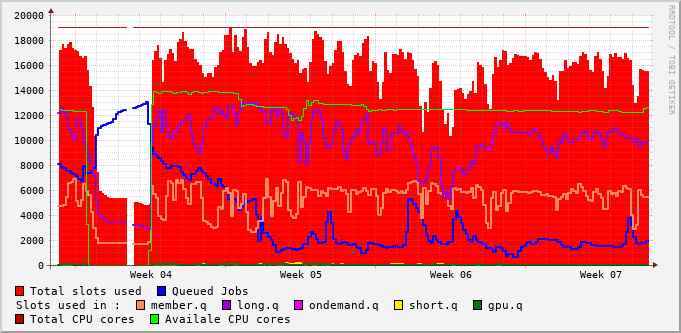 20000
18000
16000
14000
12000
10000
8000
6000
4000
2000
0
Week 04 Week 05 Week 06 Week 07
Total slots used Queued Jobs
Slots used in : member.q long.q ondemand.q short.q gpu.q
Total CPU cores Availale CPU cores
RRDTOOL / TOBI OETIKER